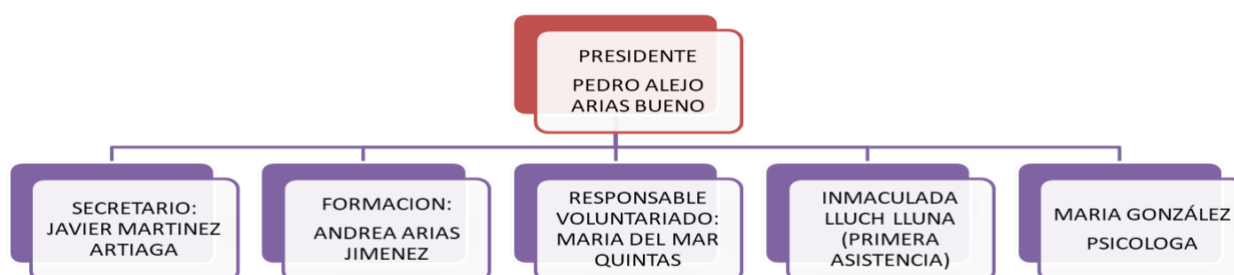 PRESIDENTE
PEDRO ALEJO
ARIAS BUENO
SECRETARIO:
JAVIER MARTINEZ
ARTIAGA
FORMACION:
ANDREA ARIAS
JIMENEZ
RESPONSABLE
VOLUNTARIADO:
MARIA DEL MAR
QUINTAS
INMACULADA
LLUCH LLUNA
(PRIMERA
ASISTENCIA)
MARIA GONZÁLEZ
PSICOLOGA